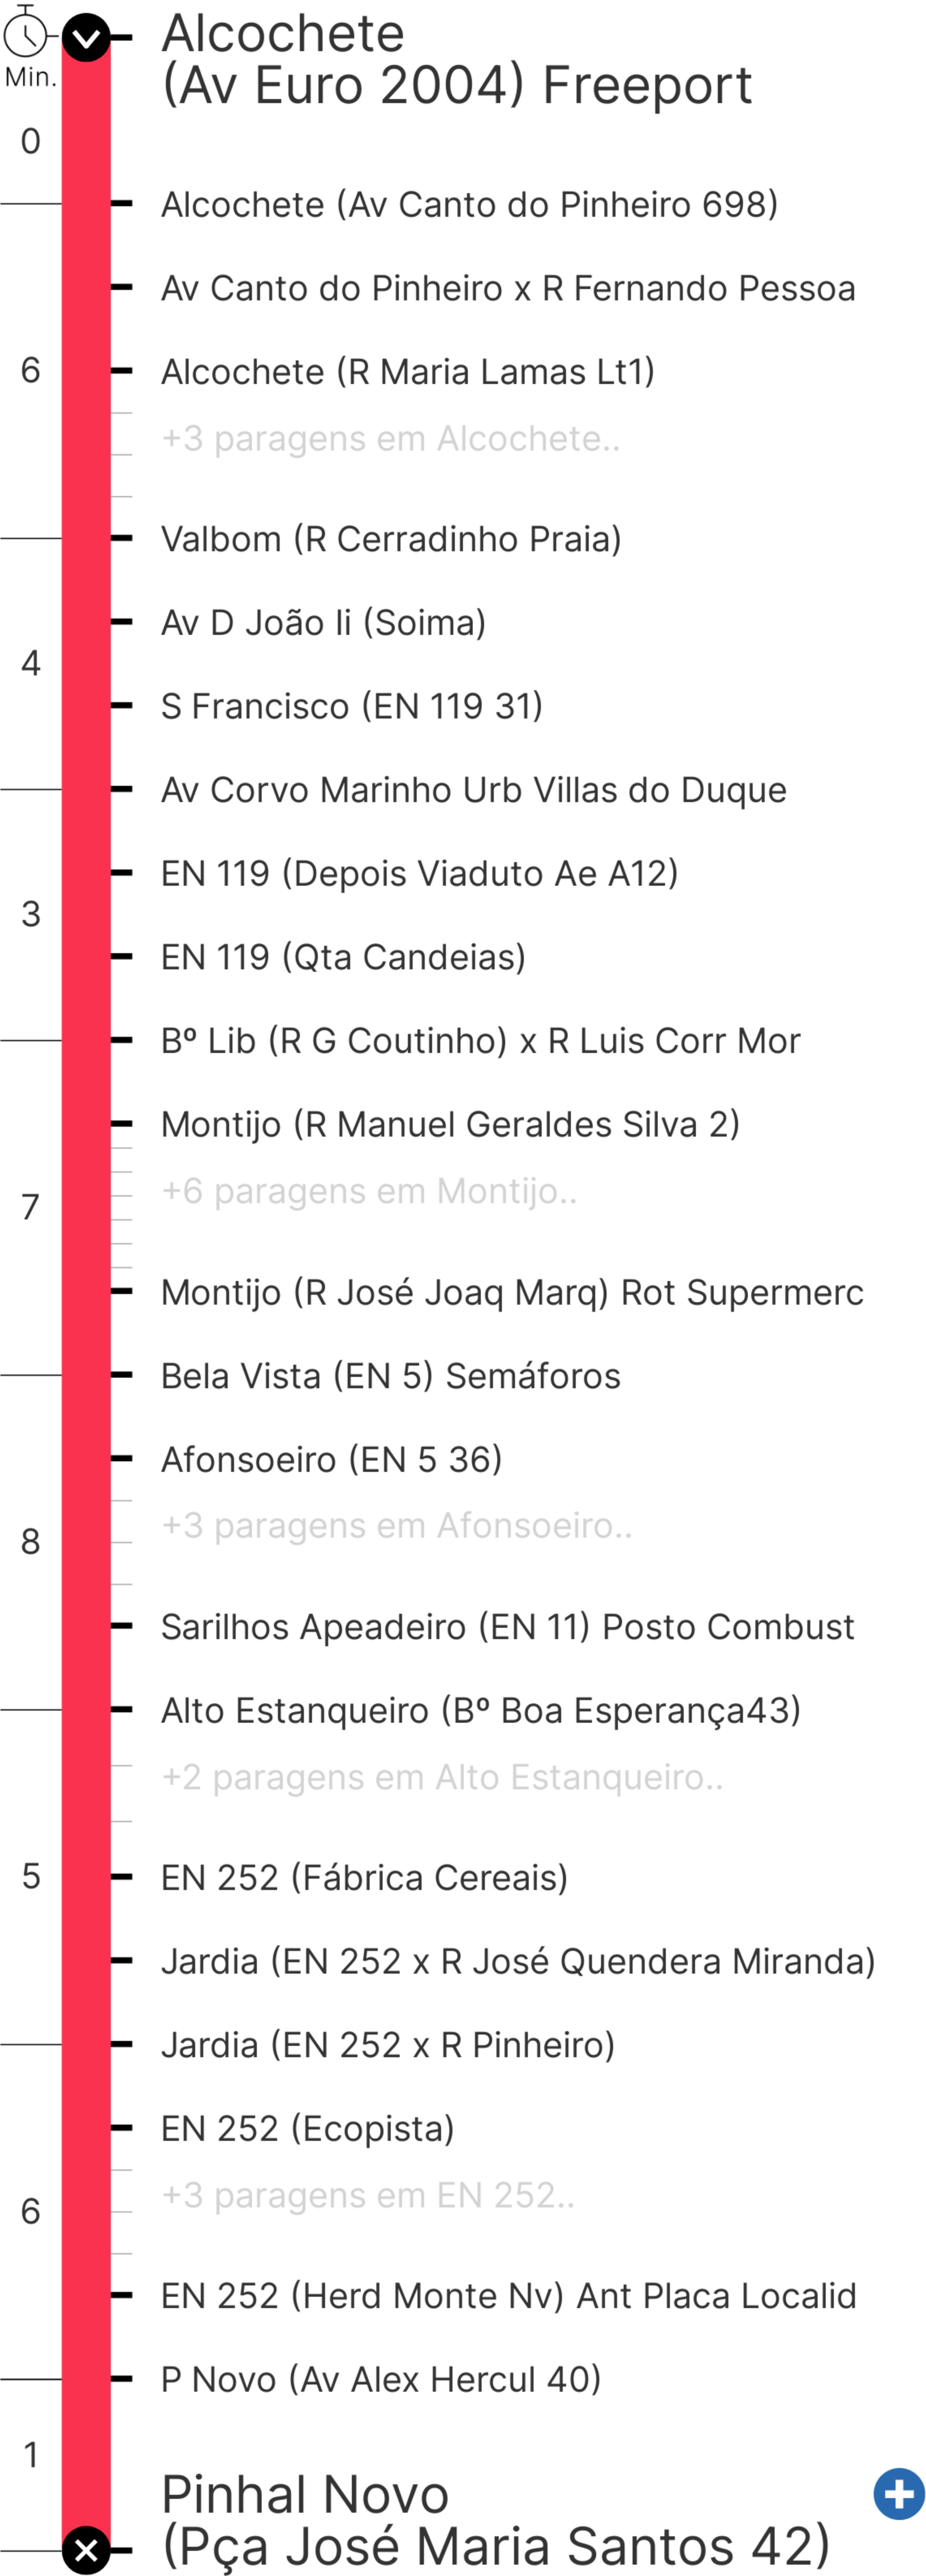 Alcochete
(Av Euro 2004) Freeport
Min.
0
Alcochete (Av Canto do Pinheiro 698)
Av Canto do Pinheiro x R Fernando Pessoa
6
Alcochete (R Maria Lamas Lt1)
+3 paragens em Alcochete..
Valbom (R Cerradinho Praia)
Av D João Ii (Soima)
4
S Francisco (EN 119 31)
Av Corvo Marinho Urb Villas do Duque
EN 119 (Depois Viaduto Ae A12)
3
EN 119 (Qta Candeias)
Bº Lib (R G Coutinho) x R Luis Corr Mor
Montijo (R Manuel Geraldes Silva 2)
+6 paragens em Montijo..
7
Montijo (R José Joaq Marq) Rot Supermerc
Bela Vista (EN 5) Semáforos
Afonsoeiro (EN 5 36)
+3 paragens em Afonsoeiro..
8
Sarilhos Apeadeiro (EN 11) Posto Combust
Alto Estanqueiro (Bº Boa Esperança43)
+2 paragens em Alto Estanqueiro..
5
EN 252 (Fábrica Cereais)
Jardia (EN 252 x R José Quendera Miranda)
Jardia (EN 252 x R Pinheiro)
EN 252 (Ecopista)
+3 paragens em EN 252..
6
EN 252 (Herd Monte Nv) Ant Placa Localid
P Novo (Av Alex Hercul 40)
1
Pinhal Novo
(Pça José Maria Santos 42)